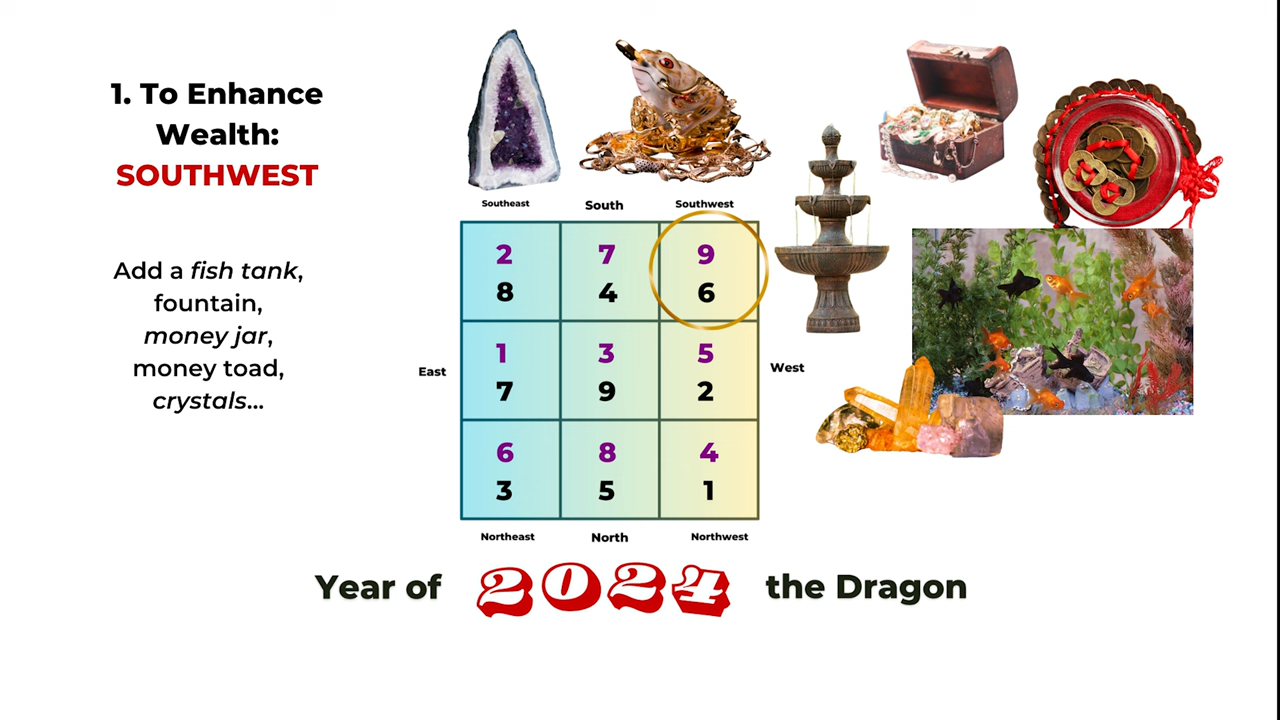 1. To Enhance
Wealth:
SOUTHWEST
Add a fish tank,
fountain,
money jar,
money toad,
crystals...
Southeast South Southwest
2 7 9
8 4 6
East West
1 3 5
7 9 2
6 8 4
3 5 1
Northeast North Northwest
Year of 2024 the Dragon